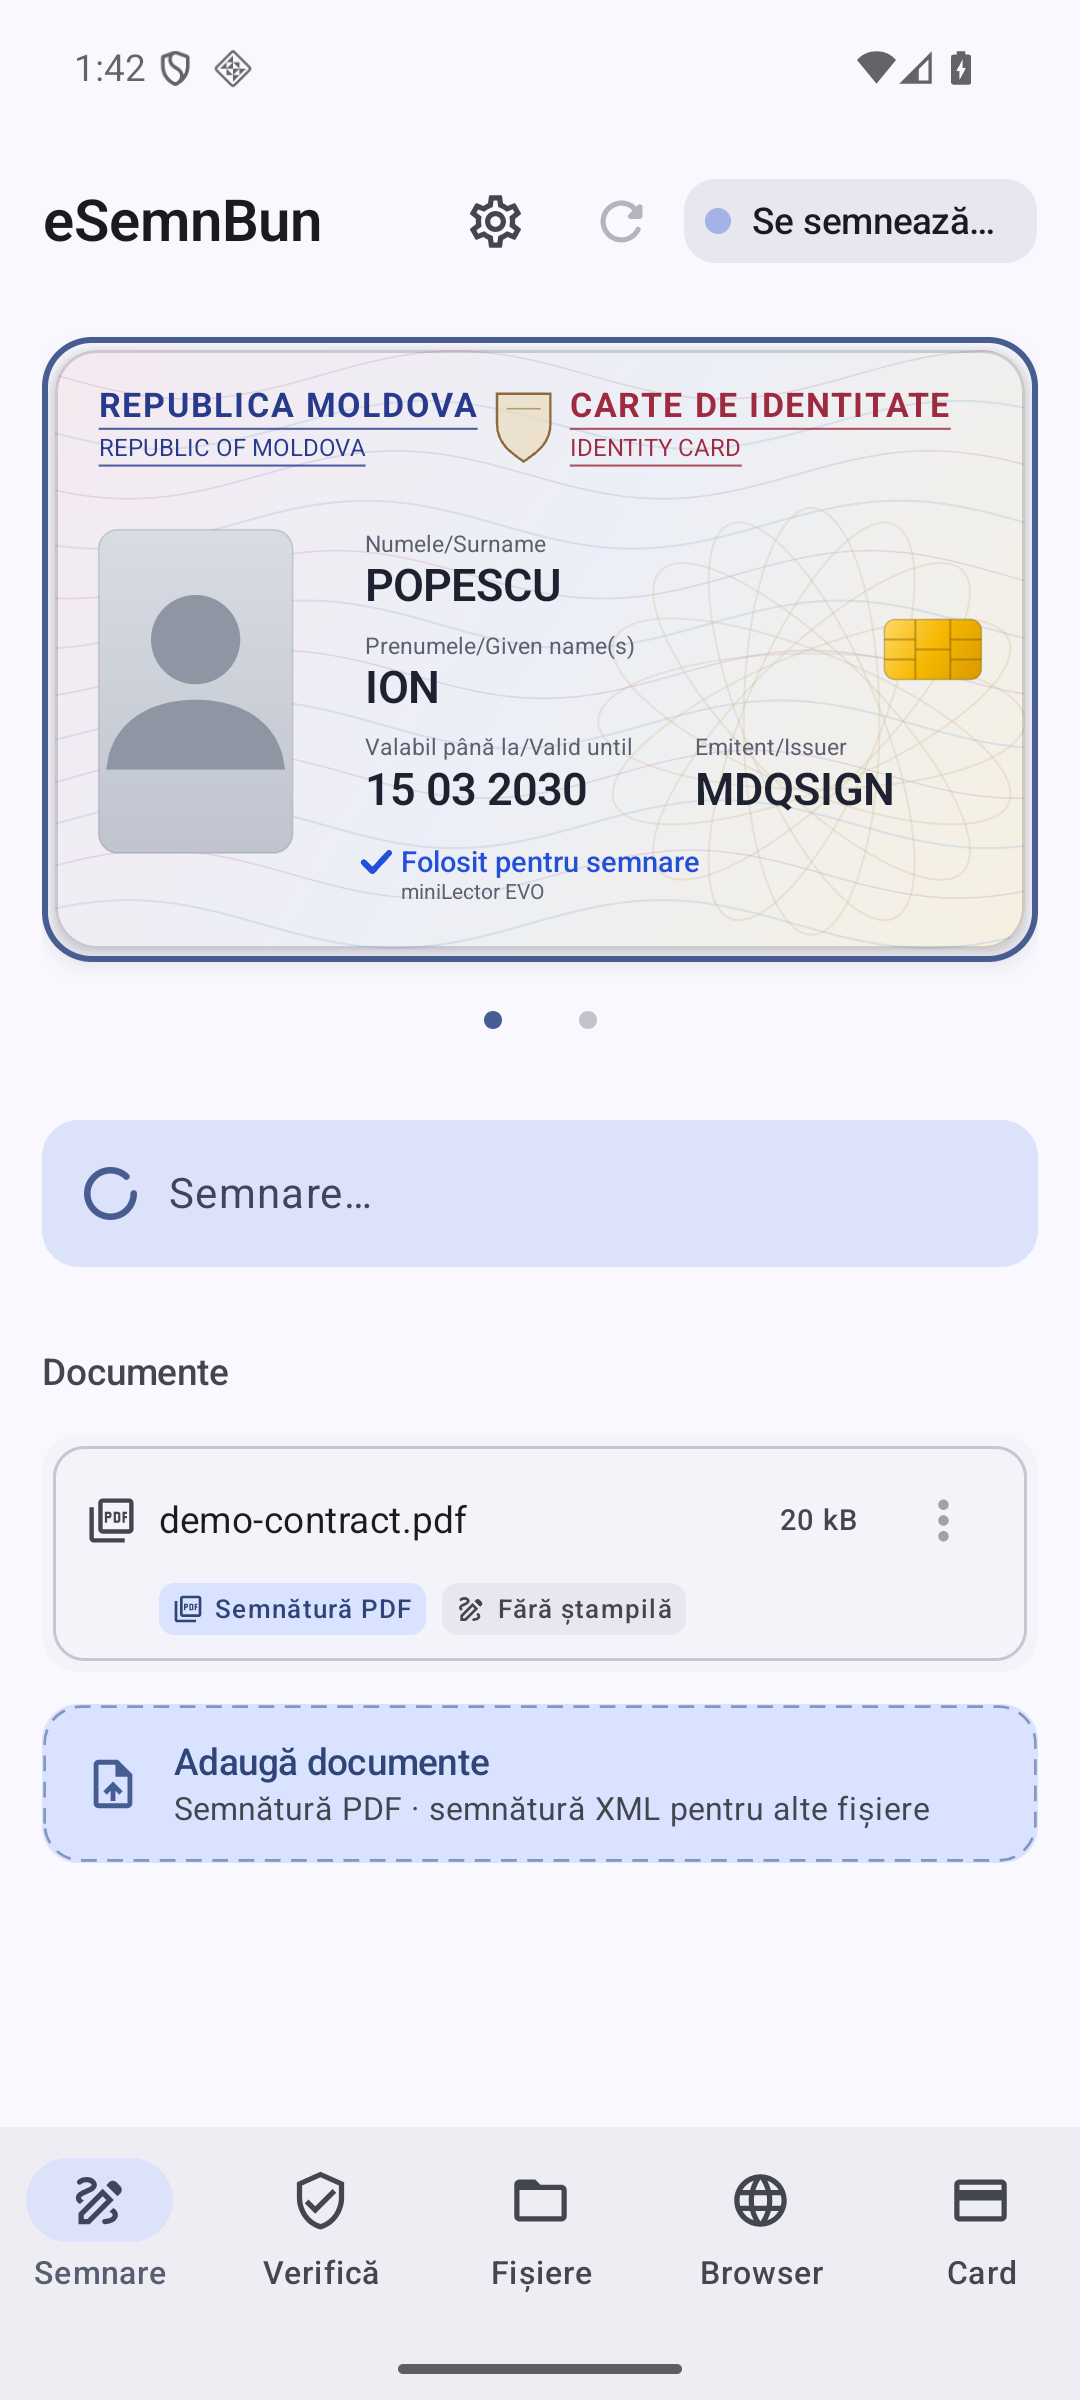 1:42
eSemnBun
Se semnează…
REPUBLICA MOLDOVA
REPUBLIC OF MOLDOVA
CARTE DE IDENTITATE
IDENTITY CARD
Numele/Surname
POPESCU
Prenumele/Given name(s)
ION
Valabil până la/Valid until
15 03 2030
Emitent/Issuer
MDQSIGN
Folosit pentru semnare
miniLector EVO
Semnare…
Documente
PDF
demo-contract.pdf
20 kB
PDF
Semnătură PDF
Fără ștampilă
Adaugă documente
Semnătură PDF · semnătură XML pentru alte fișiere
Semnare
Verifică
Fișiere
Browser
Card